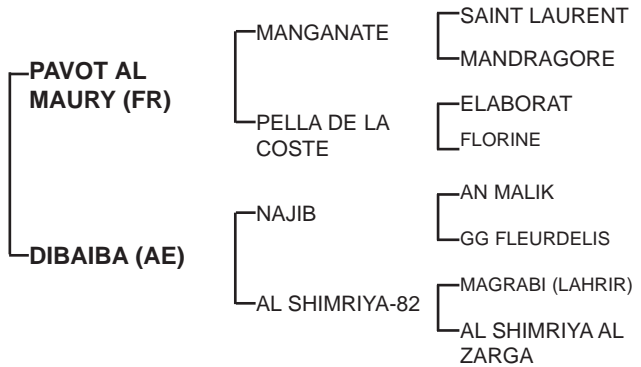 SAINT LAURENT
MANGANATE
MANDRAGORE
PAVOT AL
MAURY (FR)
ELABORAT
PELLA DE LA
COSTE
FLORINE
AN MALIK
NAJIB
GG FLEURDELIS
DIBAIBA (AE)
MAGRABI (LAHRIR)
AL SHIMRIYA-82
AL SHIMRIYA AL
ZARGA